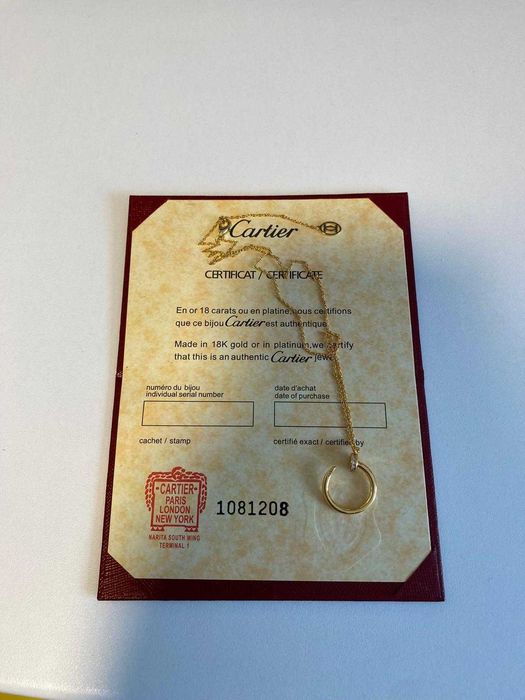 Cartier
CERTIFICAT / CERTIFICATE
En or 18 carats ou en platine,nous certifions
que ce bijou Cartier est authentique.
Made in 18K gold or in platinum,we certify
that this is an authentic Cartier jewel
numéro du bijou
individual serial number
date d'achat
date of purchase
cachet / stamp
certifié exact / certified by
-CARTIER-
PARIS
LONDON
NEW YORK
NARITA SOUTH WING
TERMINAL 1
1081208